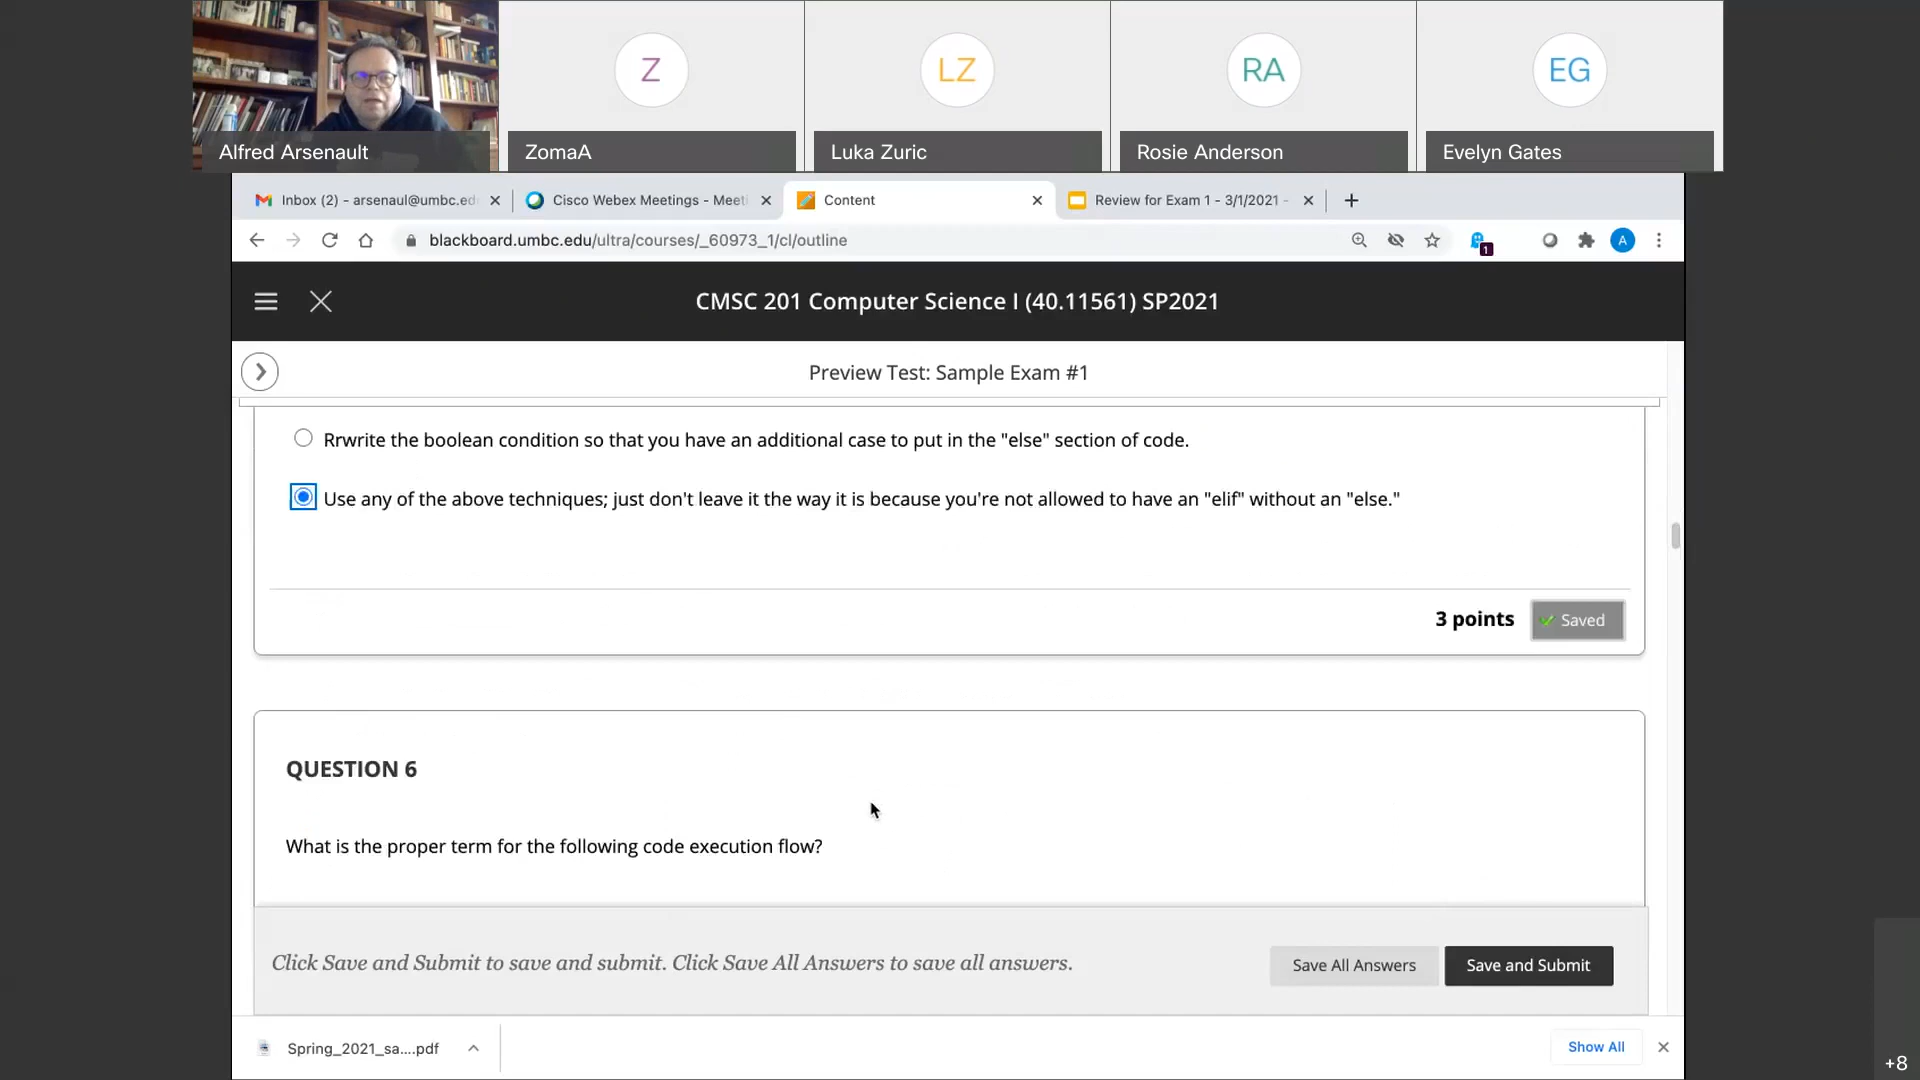 Z
LZ
RA
EG
Alfred Arsenault
ZomaA
Luka Zuric
Rosie Anderson
Evelyn Gates
Inbox (2) - arsenaul@umbc.ed
Cisco Webex Meetings - Meeti
Content
Review for Exam 1 - 3/1/2021 -
blackboard.umbc.edu/ultra/courses/_60973_1/cl/outline
1
A
CMSC 201 Computer Science I (40.11561) SP2021
Preview Test: Sample Exam #1
Rrwrite the boolean condition so that you have an additional case to put in the "else" section of code.
Use any of the above techniques; just don't leave it the way it is because you're not allowed to have an "elif" without an "else."
3 points
Saved
QUESTION 6
What is the proper term for the following code execution flow?
Click Save and Submit to save and submit. Click Save All Answers to save all answers.
Save All Answers
Save and Submit
Spring_2021_sa....pdf
Show All
+8